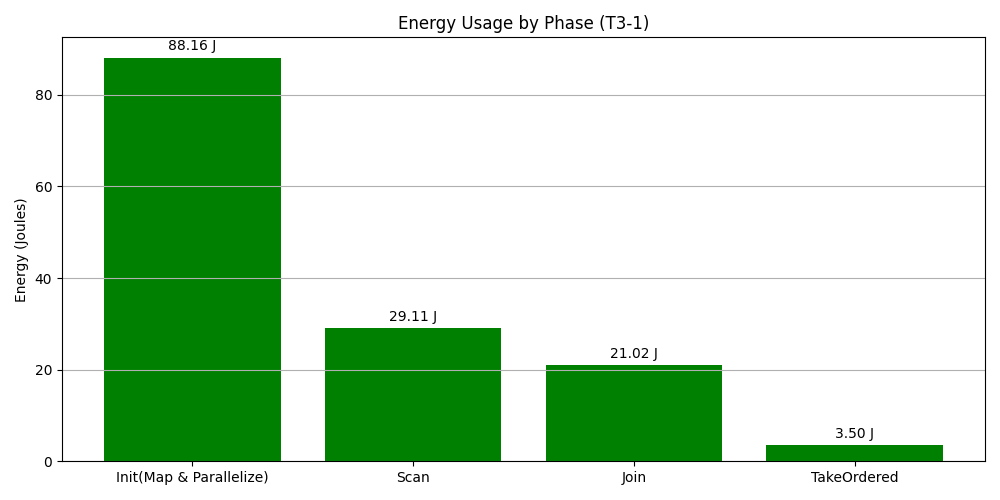 Energy Usage by Phase (T3-1)
88.16 J
29.11 J
21.02 J
3.50 J
Energy (Joules)
80
60
40
20
0
Init(Map & Parallelize)
Scan
Join
TakeOrdered